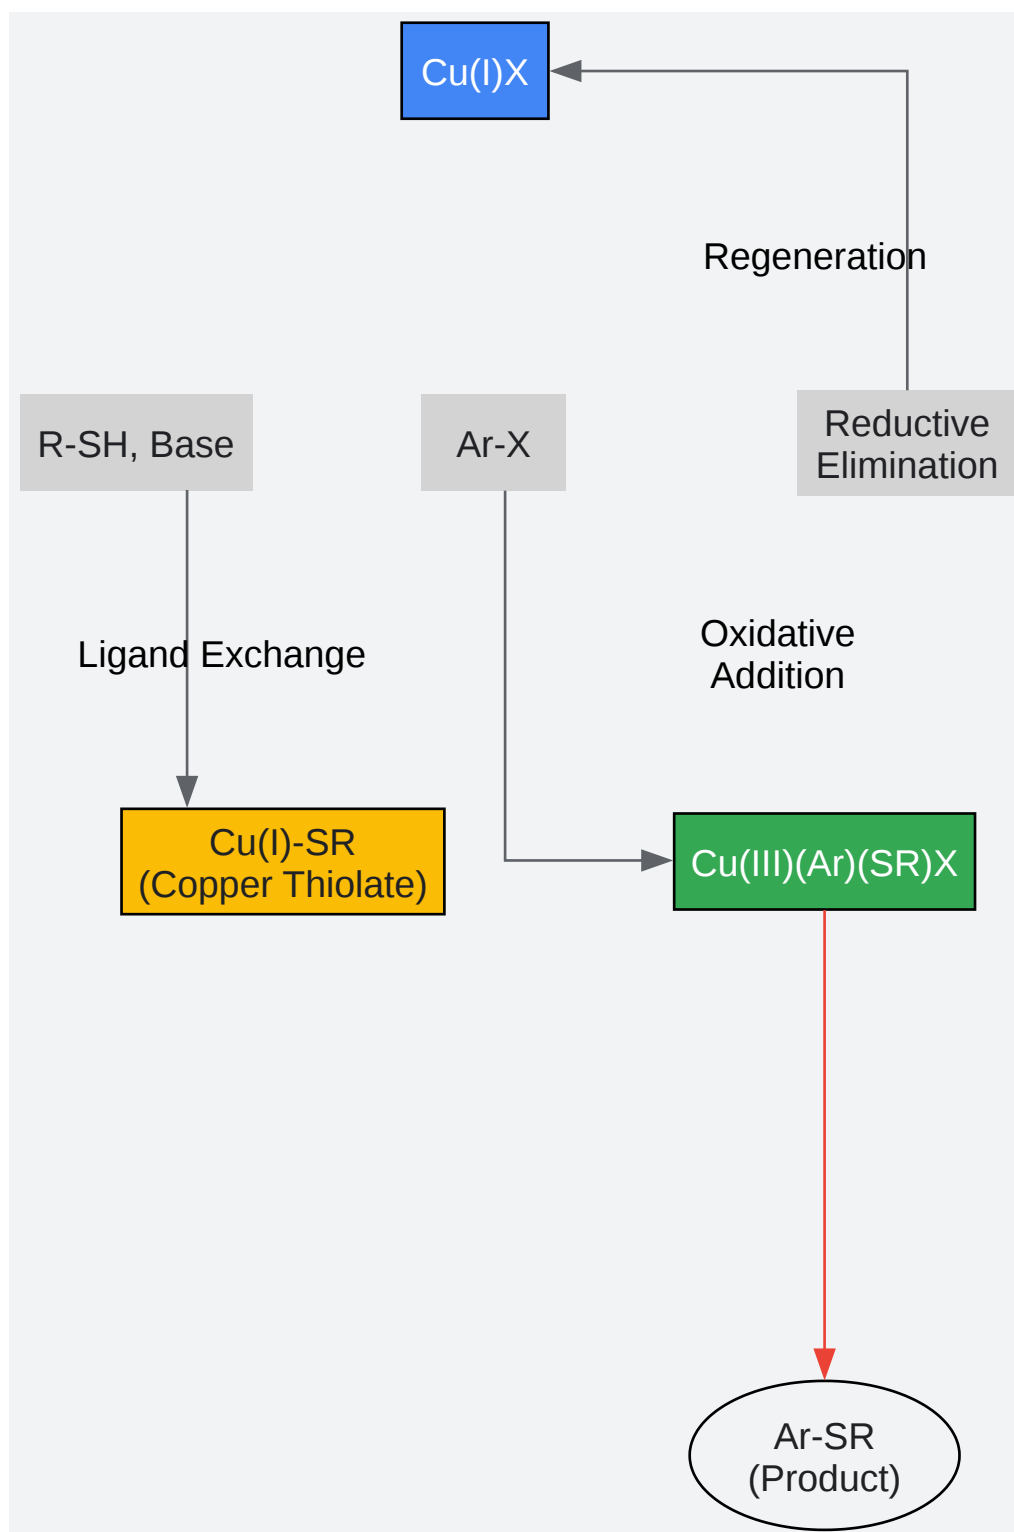 Cu(I)X
Regeneration
R-SH, Base
Ar-X
Reductive
Elimination
Ligand Exchange
Oxidative
Addition
Cu(I)-SR
(Copper Thiolate)
Cu(III)(Ar)(SR)X
Ar-SR
(Product)